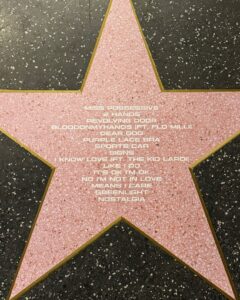 MISS POSSESSIVE
2 HANDS
REVOLVING DOOR
BLOODONMYHANDS (FT. FLO MILLI)
DEAR GOD
PURPLE LACE BRA
SPORTS CAR
SIGNS
I KNOW LOVE (FT. THE KID LAROI)
LIKE I DO
IT'S OK I'M OK
NO I'M NOT IN LOVE
MEANS I CARE
GREENLIGHT
NOSTALGIA